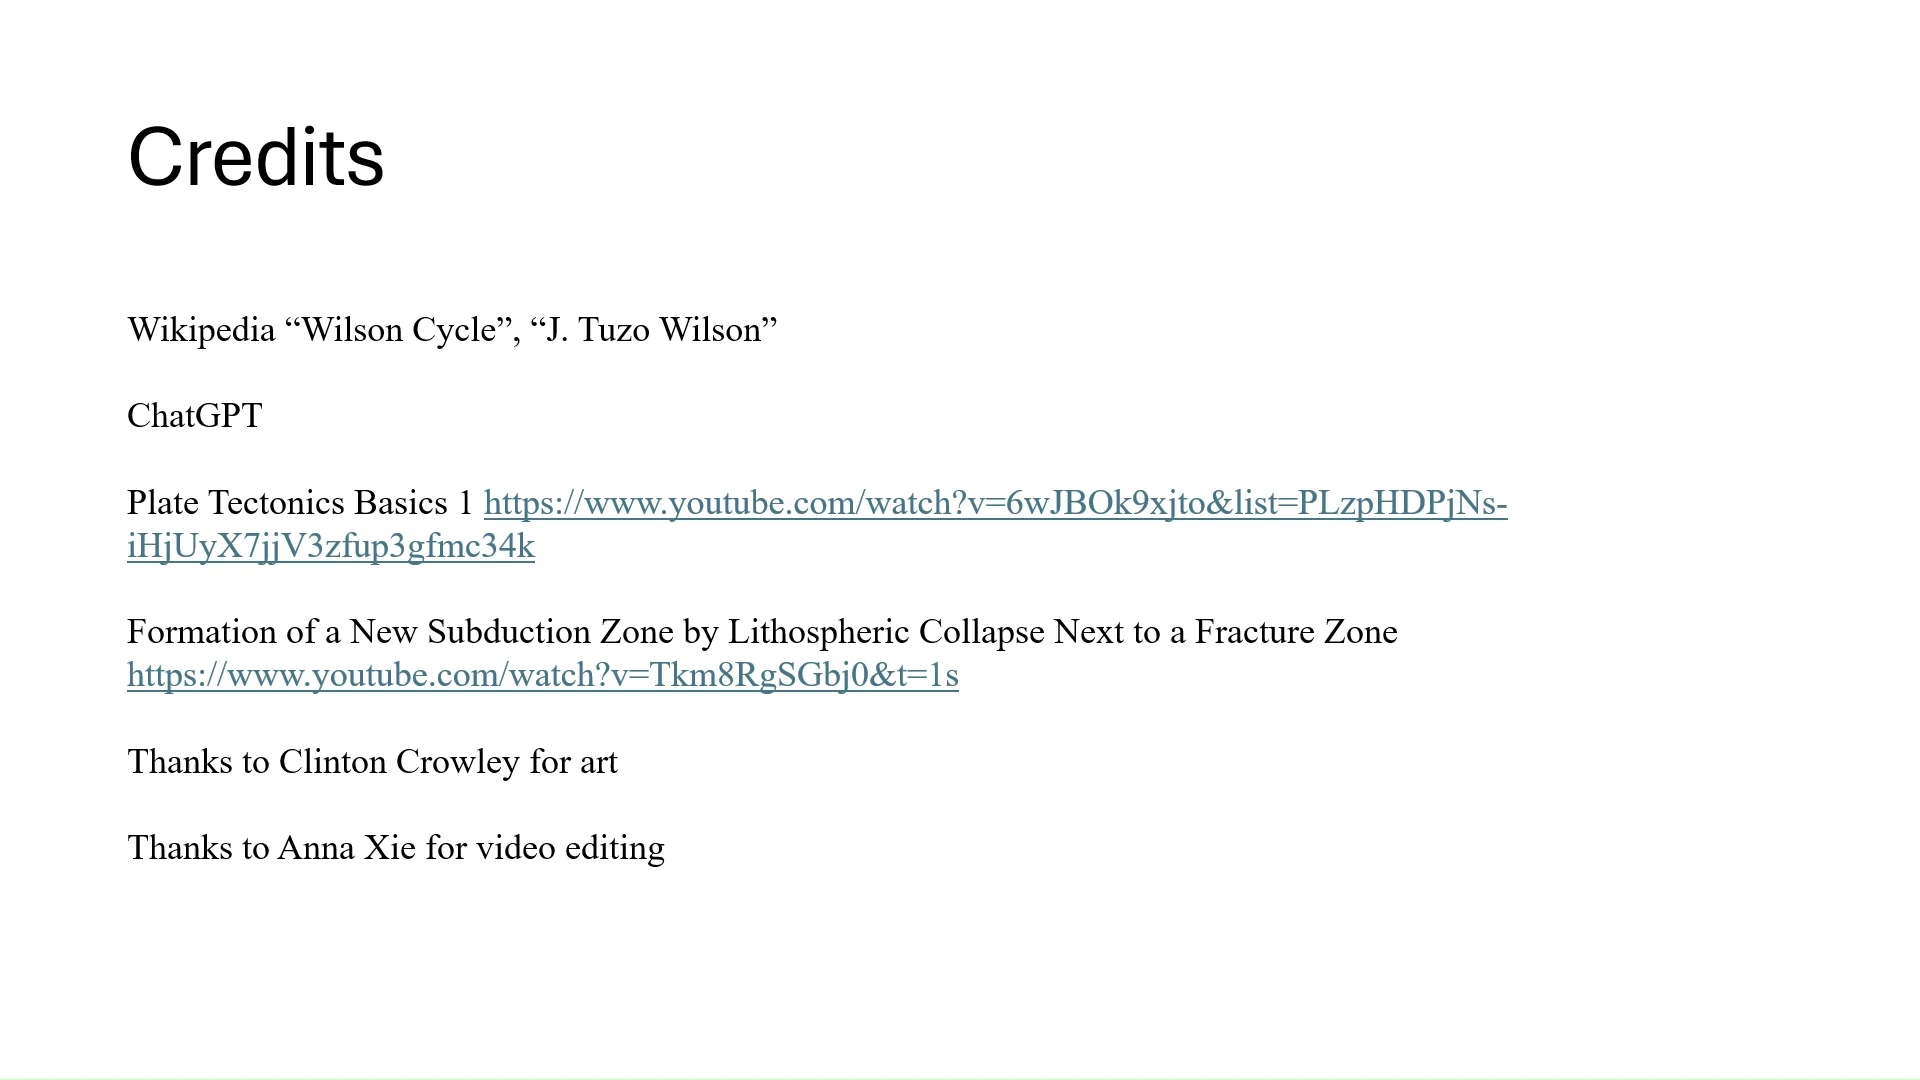 Credits
Wikipedia “Wilson Cycle”, “J. Tuzo Wilson”
ChatGPT
Plate Tectonics Basics 1 https://www.youtube.com/watch?v=6wJBOk9xjto&list=PLzpHDPjNs-
iHjUyX7jjV3zfup3gfmc34k
Formation of a New Subduction Zone by Lithospheric Collapse Next to a Fracture Zone
https://www.youtube.com/watch?v=Tkm8RgSGbj0&t=1s
Thanks to Clinton Crowley for art
Thanks to Anna Xie for video editing